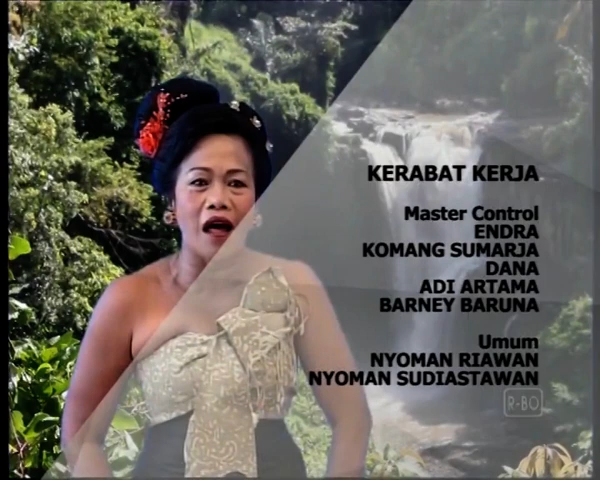 KERABAT KERJA
Master Control
ENDRA
KOMANG SUMARJA
DANA
ADI ARTAMA
BARNEY BARUNA
Umum
NYOMAN RIAWAN
NYOMAN SUDIASTAWAN
R-BO